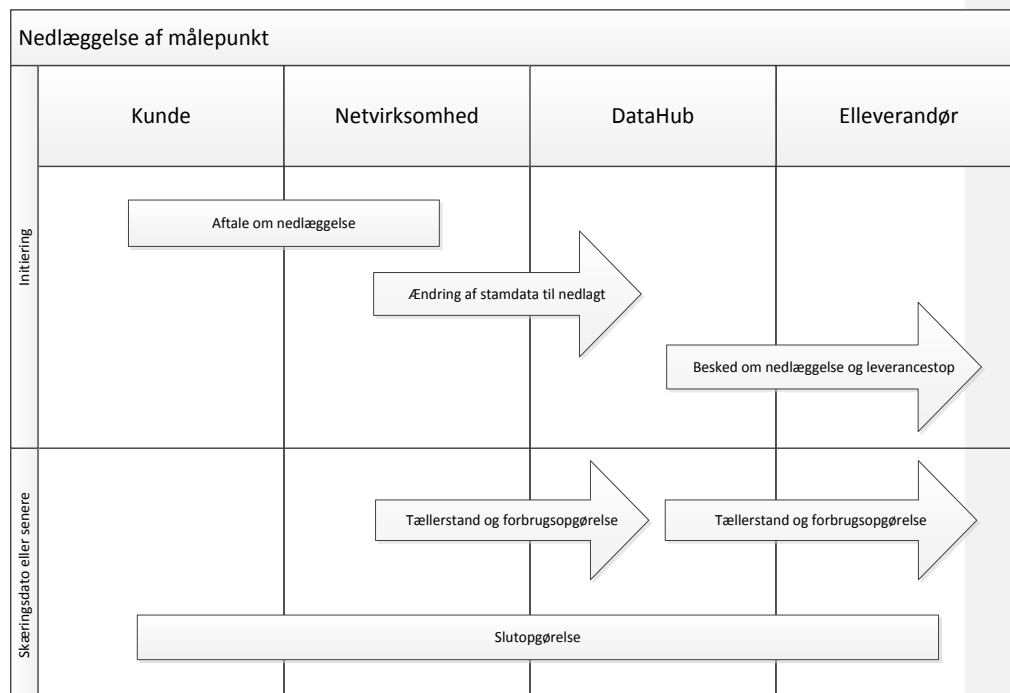 Nedlæggelse af målepunkt
Kunde
Netvirksomhed
DataHub
Elleverandør
Initiering
Aftale om nedlæggelse
Ændring af stamdata til nedlagt
Besked om nedlæggelse og leverancestop
Skæringsdato eller senere
Tællerstand og forbrugsopgørelse
Tællerstand og forbrugsopgørelse
Slutopgørelse